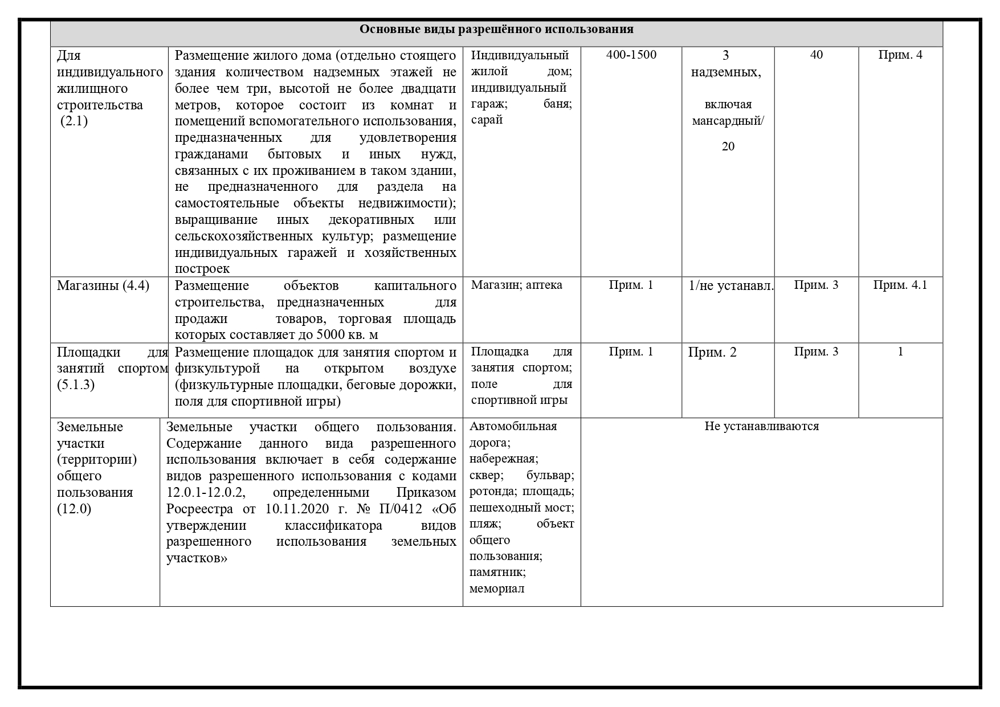 Основные виды разрешённого использования
Для
индивидуального
жилищного
строительства
(2.1)
Размещение жилого дома (отдельно стоящего
здания количеством надземных этажей не
более чем три, высотой не более двадцати
метров, которое состоит из комнат и
помещений вспомогательного использования,
предназначенных для удовлетворения
гражданами бытовых и иных нужд,
связанных с их проживанием в таком здании,
не предназначенного для раздела на
самостоятельные объекты недвижимости);
выращивание иных декоративных или
сельскохозяйственных культур; размещение
индивидуальных гаражей и хозяйственных
построек
Индивидуальный
жилой дом;
индивидуальный
гараж; баня;
сарай
400-1500
3
надземных,
включая
мансардный/
20
40
Прим. 4
Магазины (4.4)
Размещение объектов капитального
строительства, предназначенных для
продажи товаров, торговая площадь
которых составляет до 5000 кв. м
Магазин; аптека
Прим. 1
1/не устанавл.
Прим. 3
Прим. 4.1
Площадки для
занятий спортом
(5.1.3)
Размещение площадок для занятия спортом и
физкультурой на открытом воздухе
(физкультурные площадки, беговые дорожки,
поля для спортивной игры)
Площадка для
занятия спортом;
поле для
спортивной игры
Прим. 1
Прим. 2
Прим. 3
1
Земельные
участки
(территории)
общего
пользования
(12.0)
Земельные участки общего пользования.
Содержание данного вида разрешенного
использования включает в себя содержание
видов разрешенного использования с кодами
12.0.1-12.0.2, определенными Приказом
Росреестра от 10.11.2020 г. № П/0412 «Об
утверждении классификатора видов
разрешенного использования земельных
участков»
Автомобильная
дорога;
набережная;
сквер; бульвар;
ротонда; площадь;
пешеходный мост;
пляж; объект
общего
пользования;
памятник;
мемориал
Не устанавливаются